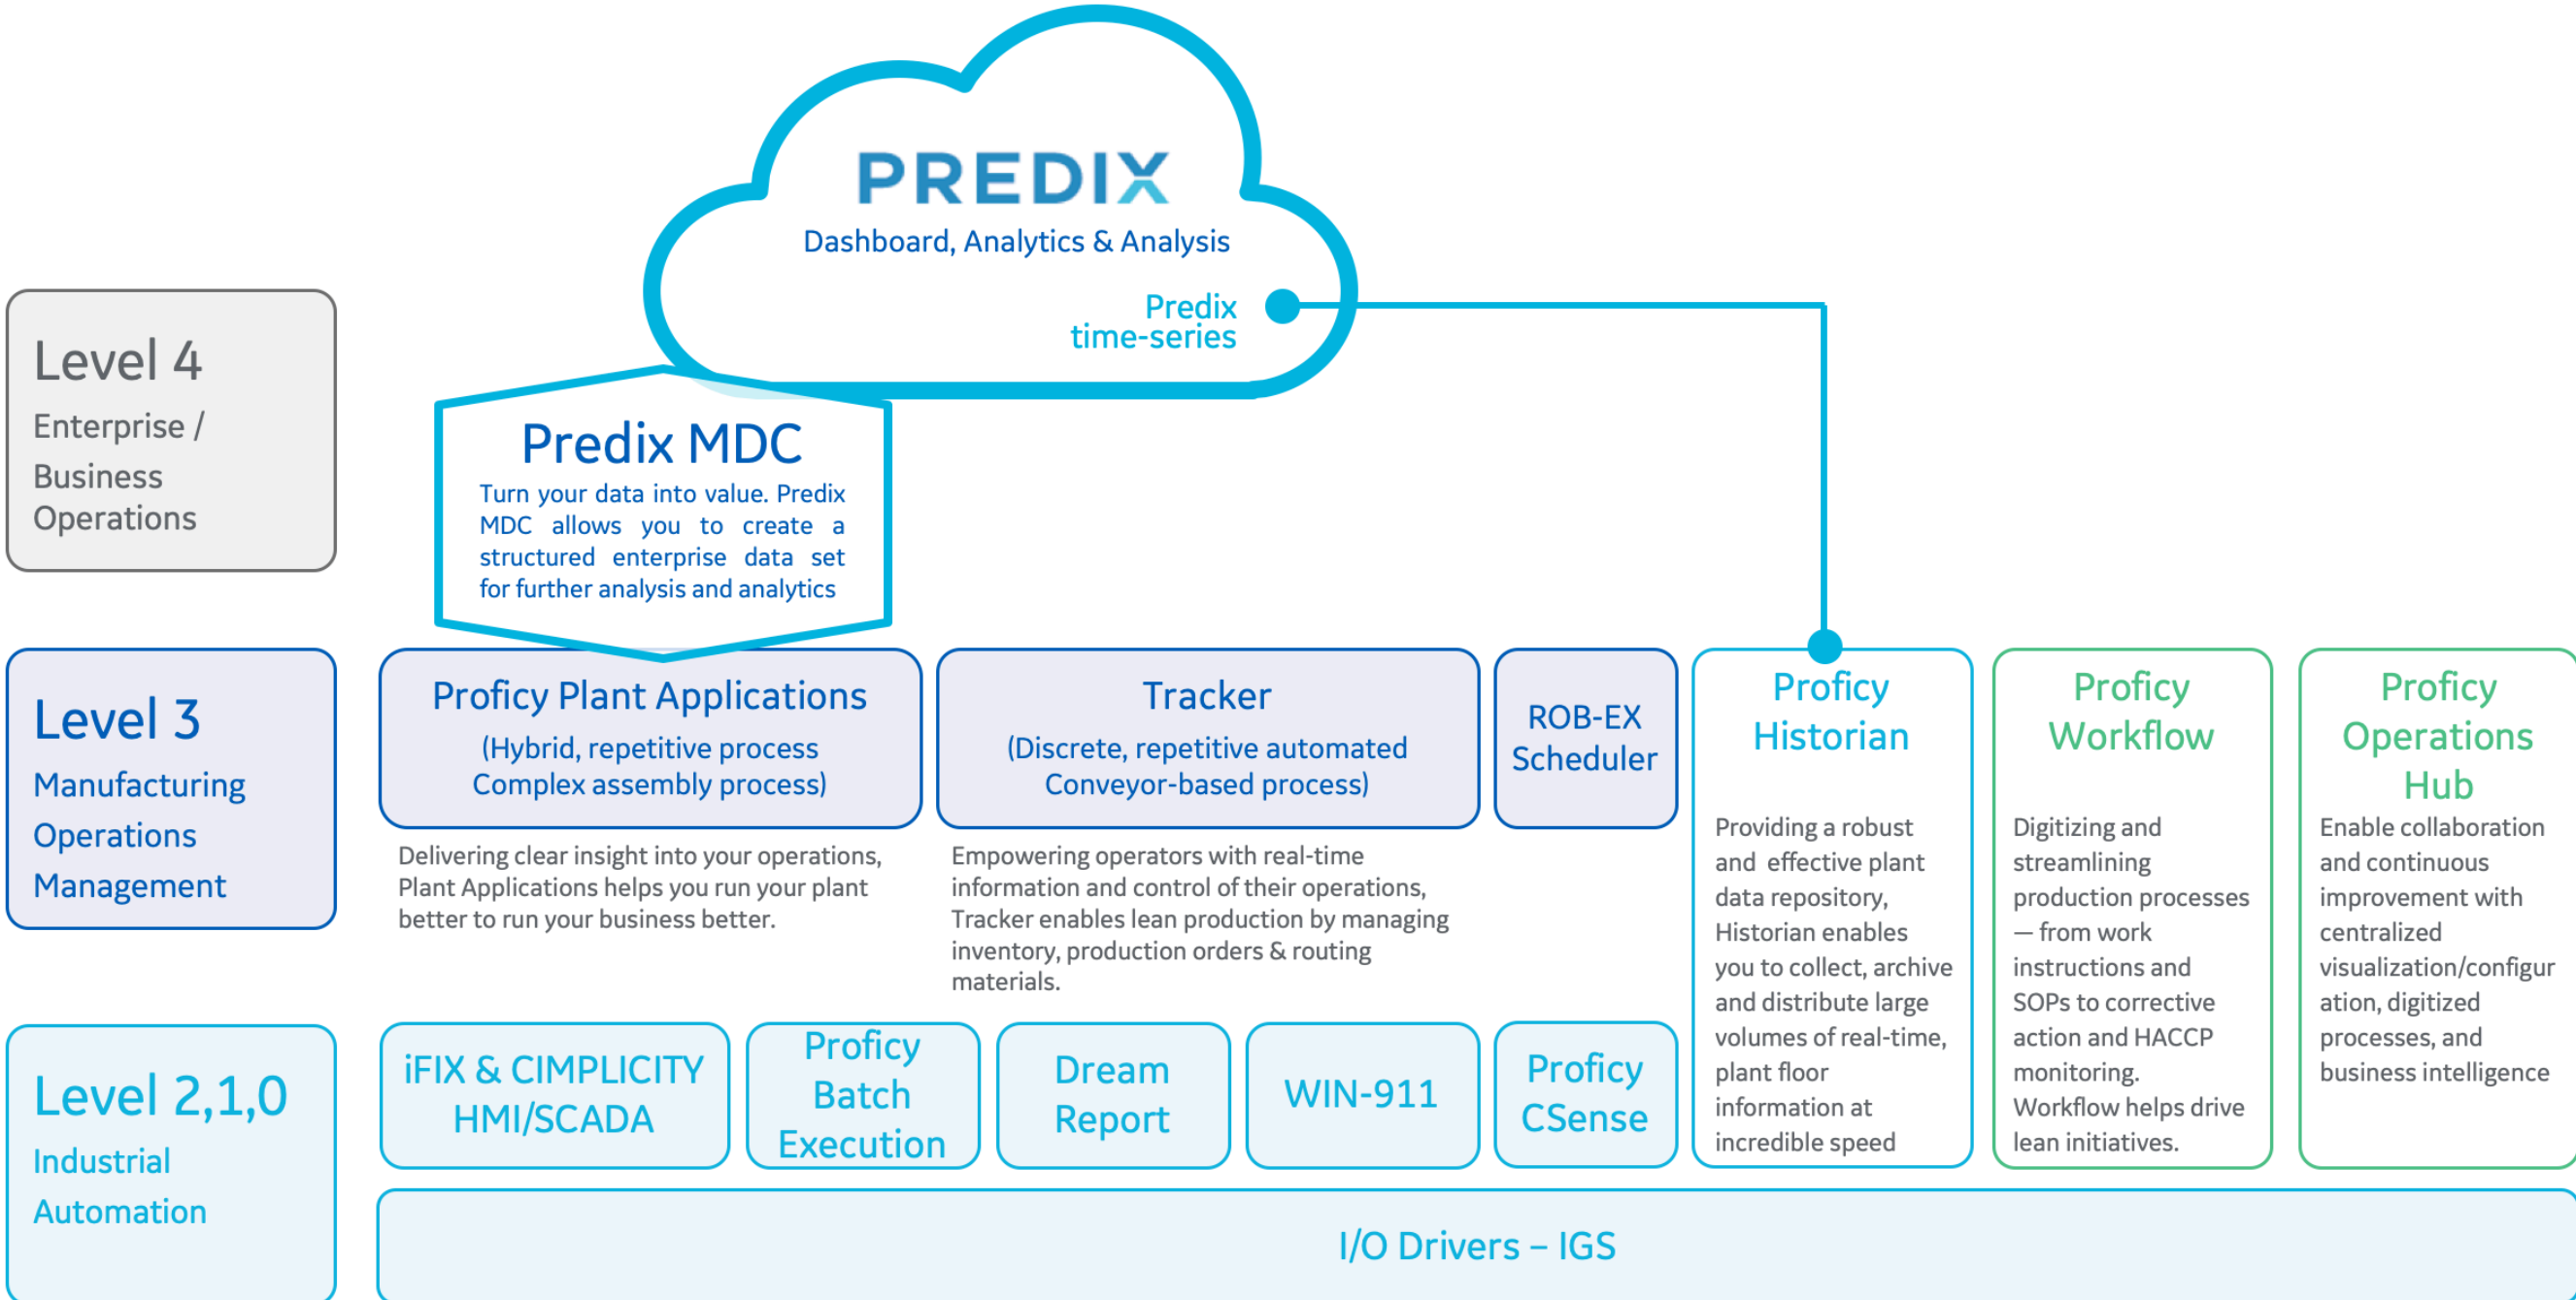 PREDIX
Dashboard, Analytics & Analysis
Predix
time-series
Level 4
Enterprise /
Business
Operations
Predix MDC
Turn your data into value. Predix
MDC allows you to create a
structured enterprise data set
for further analysis and analytics
Level 3
Manufacturing
Operations
Management
Proficy Plant Applications
(Hybrid, repetitive process
Complex assembly process)
Delivering clear insight into your operations,
Plant Applications helps you run your plant
better to run your business better.
Tracker
(Discrete, repetitive automated
Conveyor-based process)
Empowering operators with real-time
information and control of their operations,
Tracker enables lean production by managing
inventory, production orders & routing
materials.
ROB-EX
Scheduler
Proficy
Historian
Providing a robust
and effective plant
data repository,
Historian enables
you to collect, archive
and distribute large
volumes of real-time,
plant floor
information at
incredible speed
Proficy
Workflow
Digitizing and
streamlining
production processes
— from work
instructions and
SOPs to corrective
action and HACCP
monitoring.
Workflow helps drive
lean initiatives.
Proficy
Operations
Hub
Enable collaboration
and continuous
improvement with
centralized
visualization/configur
ation, digitized
processes, and
business intelligence
Level 2,1,0
Industrial
Automation
iFIX & CIMPLICITY
HMI/SCADA
Proficy
Batch
Execution
Dream
Report
WIN-911
Proficy
CSense
I/O Drivers – IGS